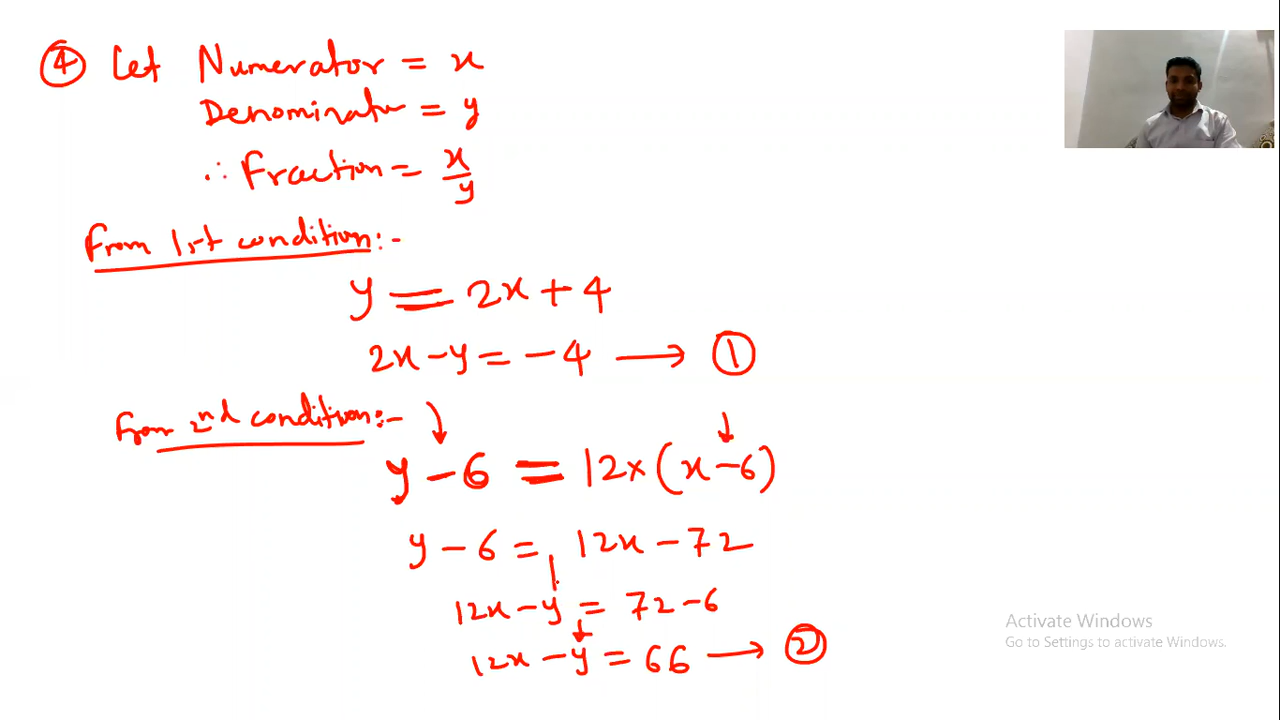 ④ Let Numerator = x
Denominator = y
∴ Fraction = x/y
From 1st condition:-
y = 2x + 4
2x - y = -4 → ①
From 2nd condition:-
y - 6 = 12 × (x - 6)
y - 6 = 12x - 72
12x - y = 72 - 6
12x - y = 66 → ②
Activate Windows
Go to Settings to activate Windows.